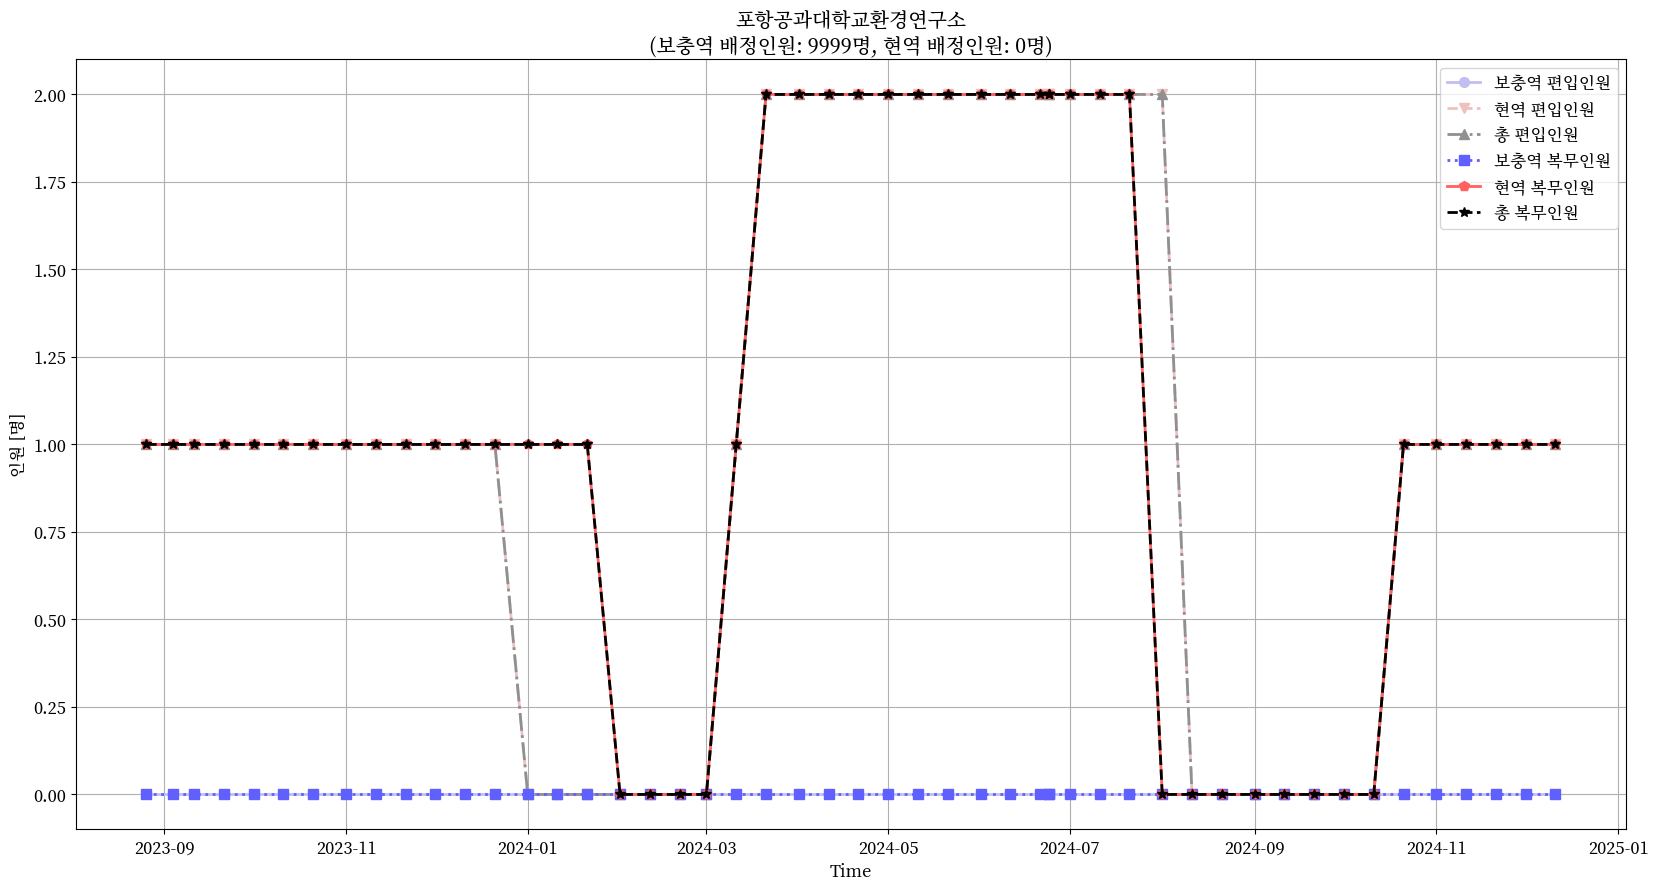 포항공과대학교환경연구소
(보충역 배정인원: 9999명, 현역 배정인원: 0명)
보충역 편입인원
현역 편입인원
총 편입인원
보충역 복무인원
현역 복무인원
총 복무인원
인원 [명]
2.00
1.75
1.50
1.25
1.00
0.75
0.50
0.25
0.00
2023-09
2023-11
2024-01
2024-03
2024-05
2024-07
2024-09
2024-11
2025-01
Time